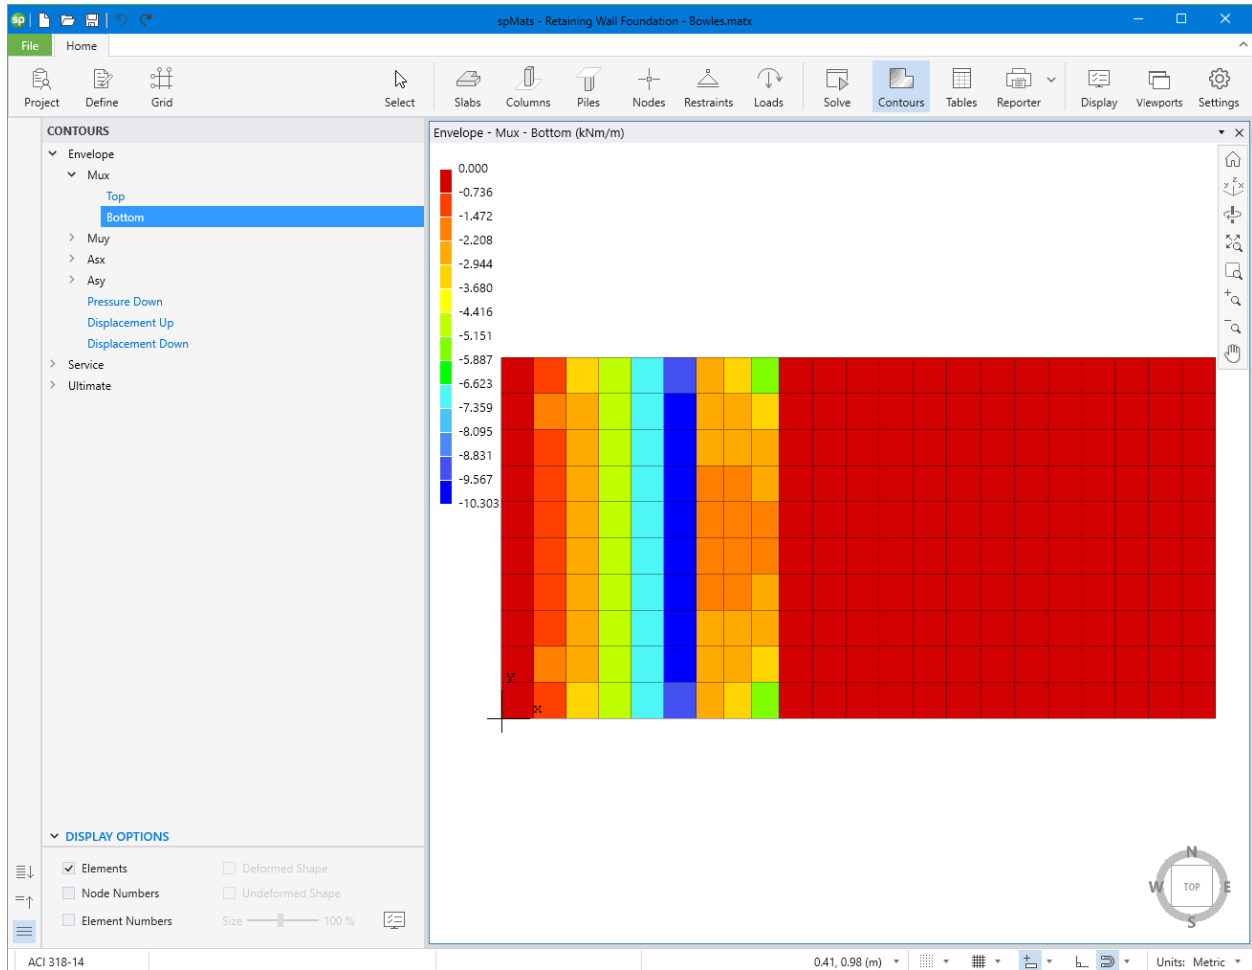 sp
spMats - Retaining Wall Foundation - Bowles.matx
File Home
Project Define Grid Select Slabs Columns Piles Nodes Restraints Loads Solve Contours Tables Reporter Display Viewports Settings
CONTOURS
Envelope
Mux
Top
Bottom
Muy
Asx
Asy
Pressure Down
Displacement Up
Displacement Down
Service
Ultimate
Envelope - Mux - Bottom (kNm/m)
0.000
-0.736
-1.472
-2.208
-2.944
-3.680
-4.416
-5.151
-5.887
-6.623
-7.359
-8.095
-8.831
-9.567
-10.303
y
x
y z x
DISPLAY OPTIONS
Elements Deformed Shape
Node Numbers Undeformed Shape
Element Numbers Size 100 %
N
W TOP E
S
ACI 318-14 0.41, 0.98 (m) Units: Metric